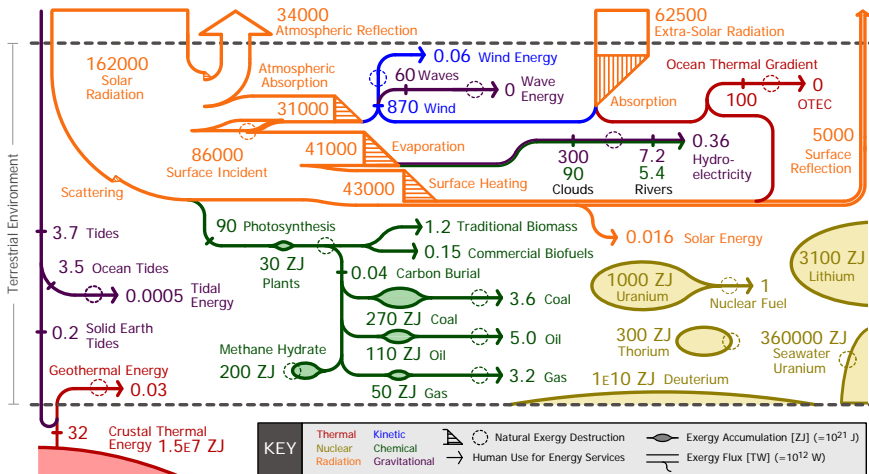 34000
Atmospheric Reflection
62500
Extra-Solar Radiation
162000
Solar
Radiation
Atmospheric
Absorption
31000
0.06 Wind Energy
60 Waves
0 Wave
Energy
870 Wind
Ocean Thermal Gradient
0
OTEC
100
Absorption
5000
Surface
Reflection
86000
Surface Incident
41000
Evaporation
43000
Surface Heating
300
90
Clouds
7.2
5.4
Rivers
0.36
Hydro-
electricity
Scattering
Terrestrial Environment
90 Photosynthesis
30 ZJ
Plants
1.2 Traditional Biomass
0.15 Commercial Biofuels
0.04 Carbon Burial
0.016 Solar Energy
3.7 Tides
3.5 Ocean Tides
0.0005 Tidal
Energy
0.2 Solid Earth
Tides
3.6 Coal
270 ZJ Coal
5.0 Oil
110 ZJ Oil
Methane Hydrate
200 ZJ
3.2 Gas
50 ZJ Gas
1000 ZJ
Uranium
1
Nuclear Fuel
3100 ZJ
Lithium
300 ZJ
Thorium
360000 ZJ
Seawater
Uranium
1E10 ZJ Deuterium
Geothermal Energy
0.03
32 Crustal Thermal
Energy 1.5E7 ZJ
KEY
Thermal Kinetic
Nuclear Chemical
Radiation Gravitational
Natural Exergy Destruction
Human Use for Energy Services
Exergy Accumulation [ZJ] (=10²¹ J)
Exergy Flux [TW] (=10¹² W)